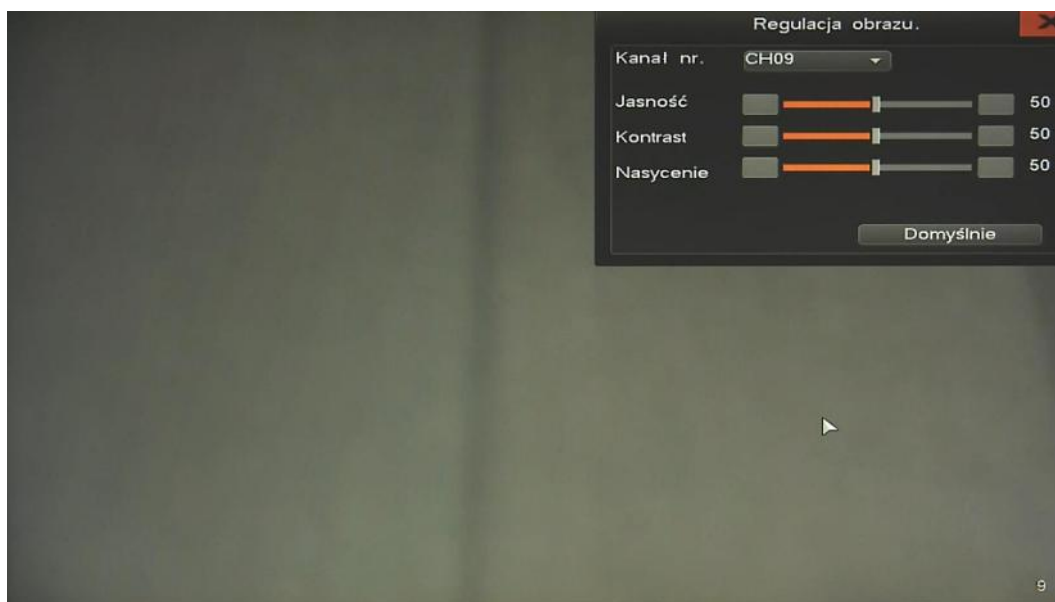 Regulacja obrazu.
Kanał nr. CH09
Jasność 50
Kontrast 50
Nasycenie 50
Domyślnie
9